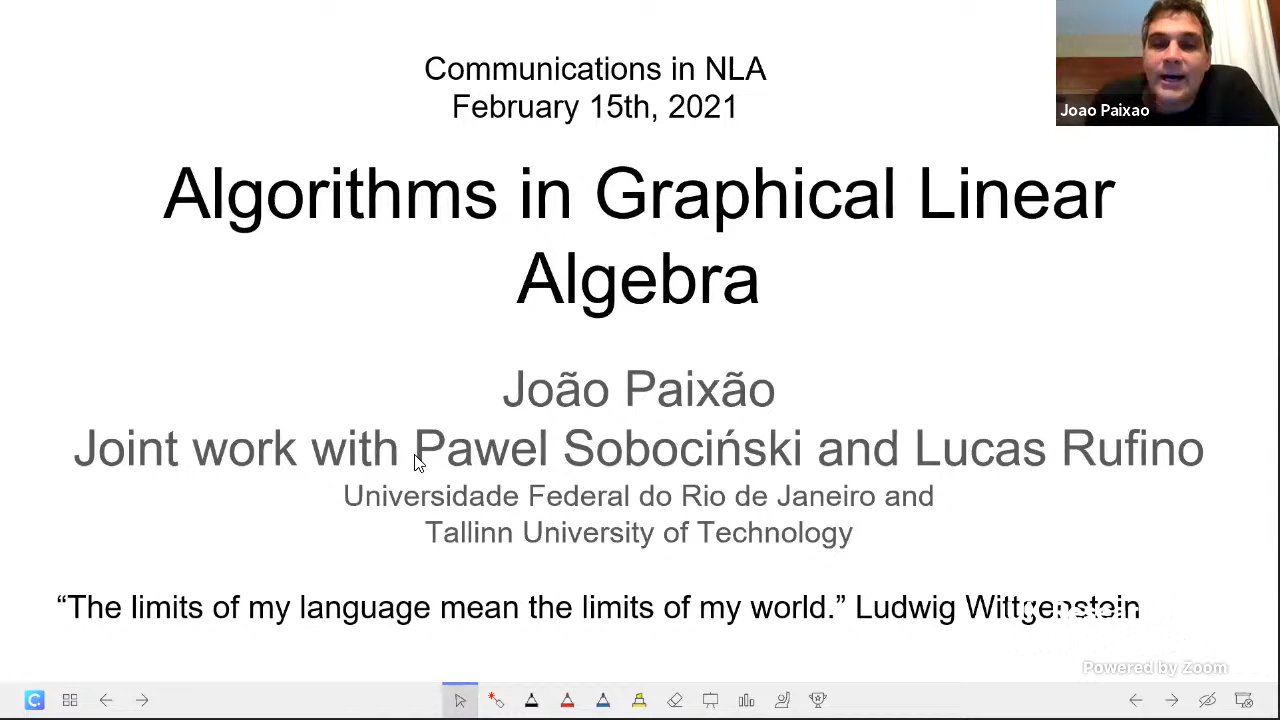 Communications in NLA
February 15th, 2021
Joao Paixao
Algorithms in Graphical Linear
Algebra
João Paixão
Joint work with Pawel Sobociński and Lucas Rufino
Universidade Federal do Rio de Janeiro and
Tallinn University of Technology
“The limits of my language mean the limits of my world.” Ludwig Wittgenstein
Powered by Zoom